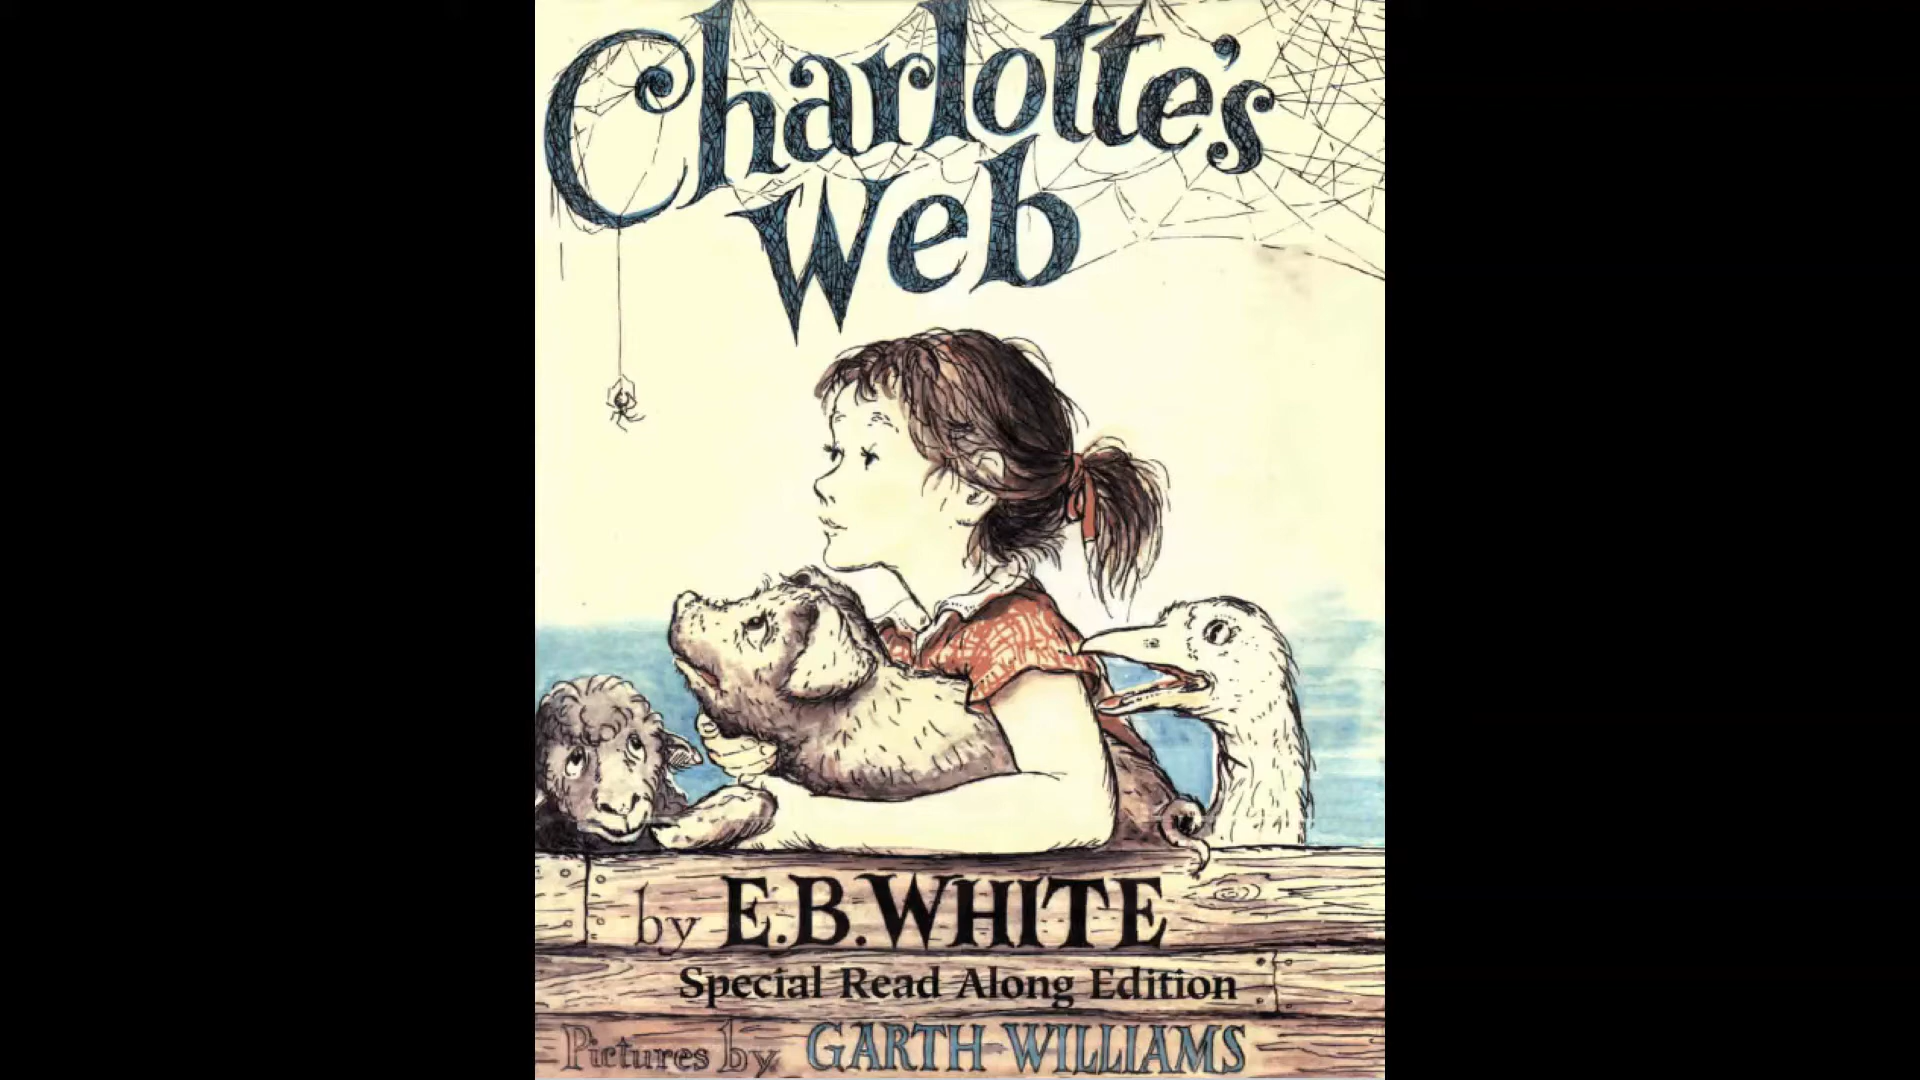 Charlotte's
Web
by E.B. WHITE
Special Read Along Edition
Pictures by GARTH WILLIAMS